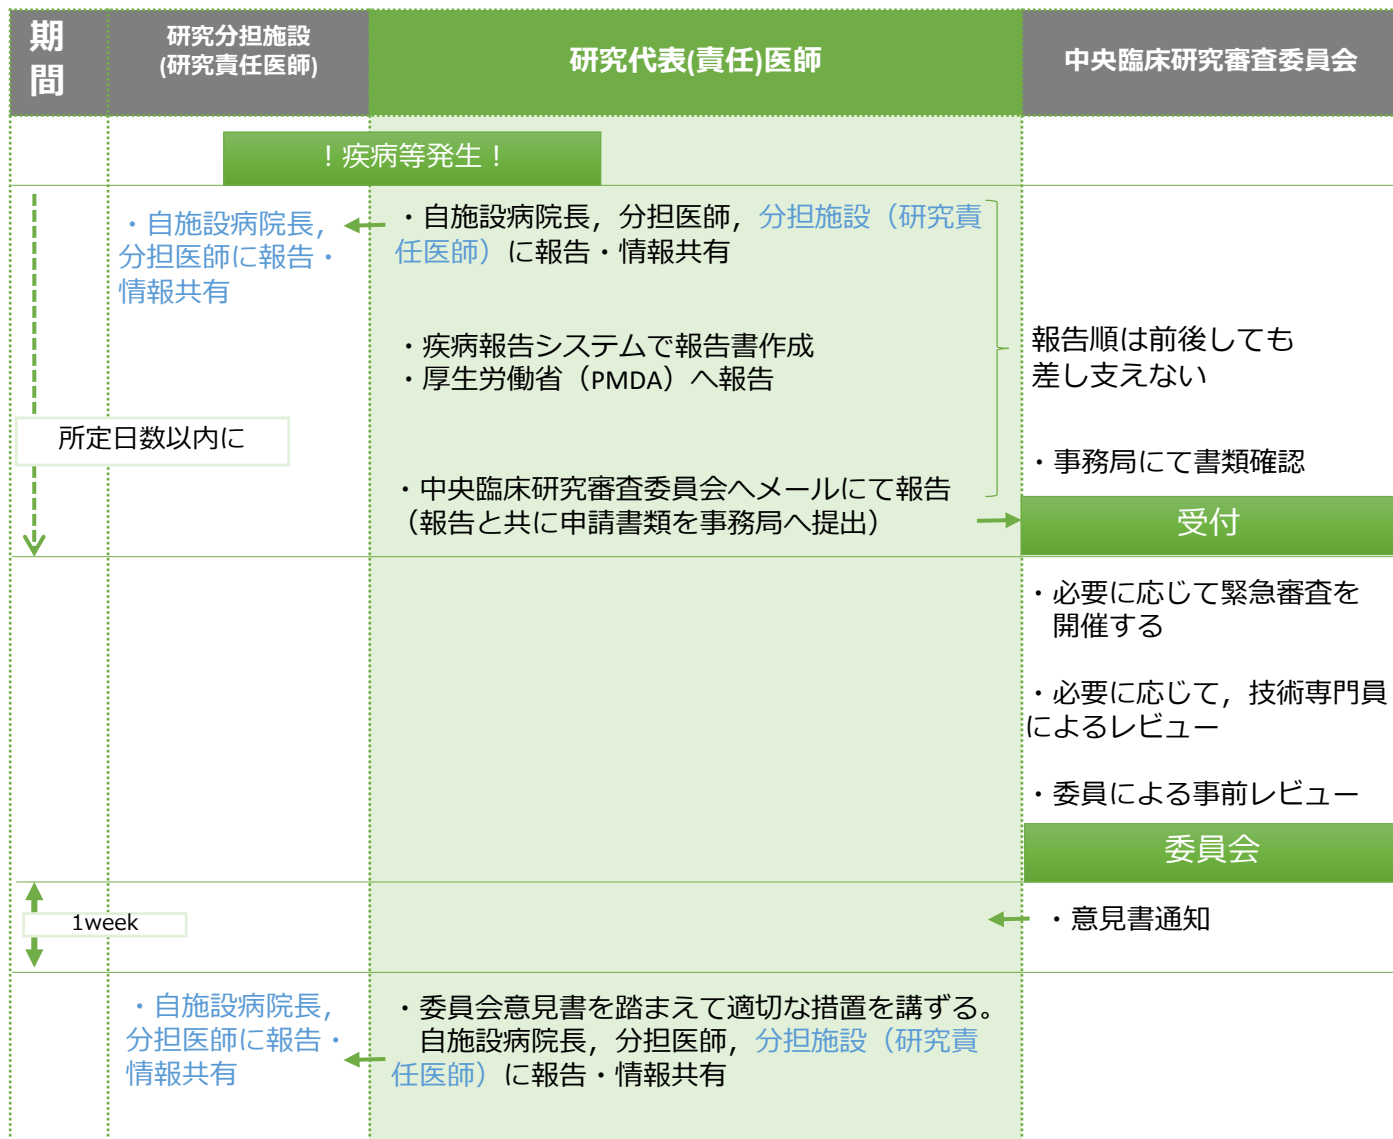 期
間
研究分担施設
(研究責任医師)
研究代表(責任)医師
中央臨床研究審査委員会
！疾病等発生！
・自施設病院長，
分担医師に報告・
情報共有
・自施設病院長，分担医師，分担施設（研究責
任医師）に報告・情報共有
・疾病報告システムで報告書作成
・厚生労働省（PMDA）へ報告
報告順は前後しても
差し支えない
所定日数以内に
・中央臨床研究審査委員会へメールにて報告
（報告と共に申請書類を事務局へ提出）
・事務局にて書類確認
受付
・必要に応じて緊急審査を
開催する
・必要に応じて，技術専門員
によるレビュー
・委員による事前レビュー
委員会
1week
・意見書通知
・自施設病院長，
分担医師に報告・
情報共有
・委員会意見書を踏まえて適切な措置を講ずる。
自施設病院長，分担医師，分担施設（研究責
任医師）に報告・情報共有